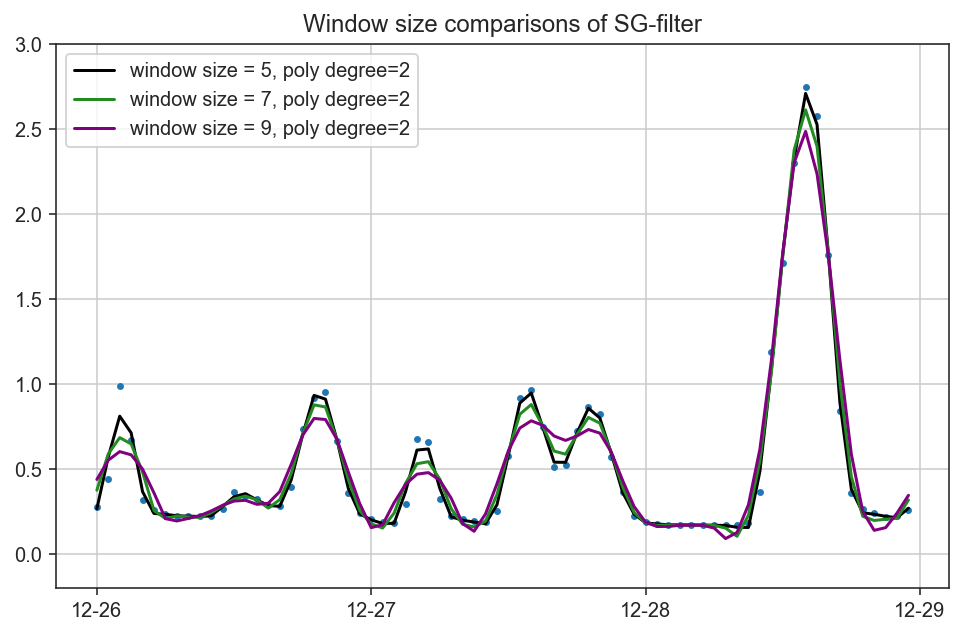 Window size comparisons of SG-filter
3.0
window size = 5, poly degree=2
window size = 7, poly degree=2
window size = 9, poly degree=2
2.5
2.0
1.5
1.0
0.5
0.0
12-26 12-27 12-28 12-29